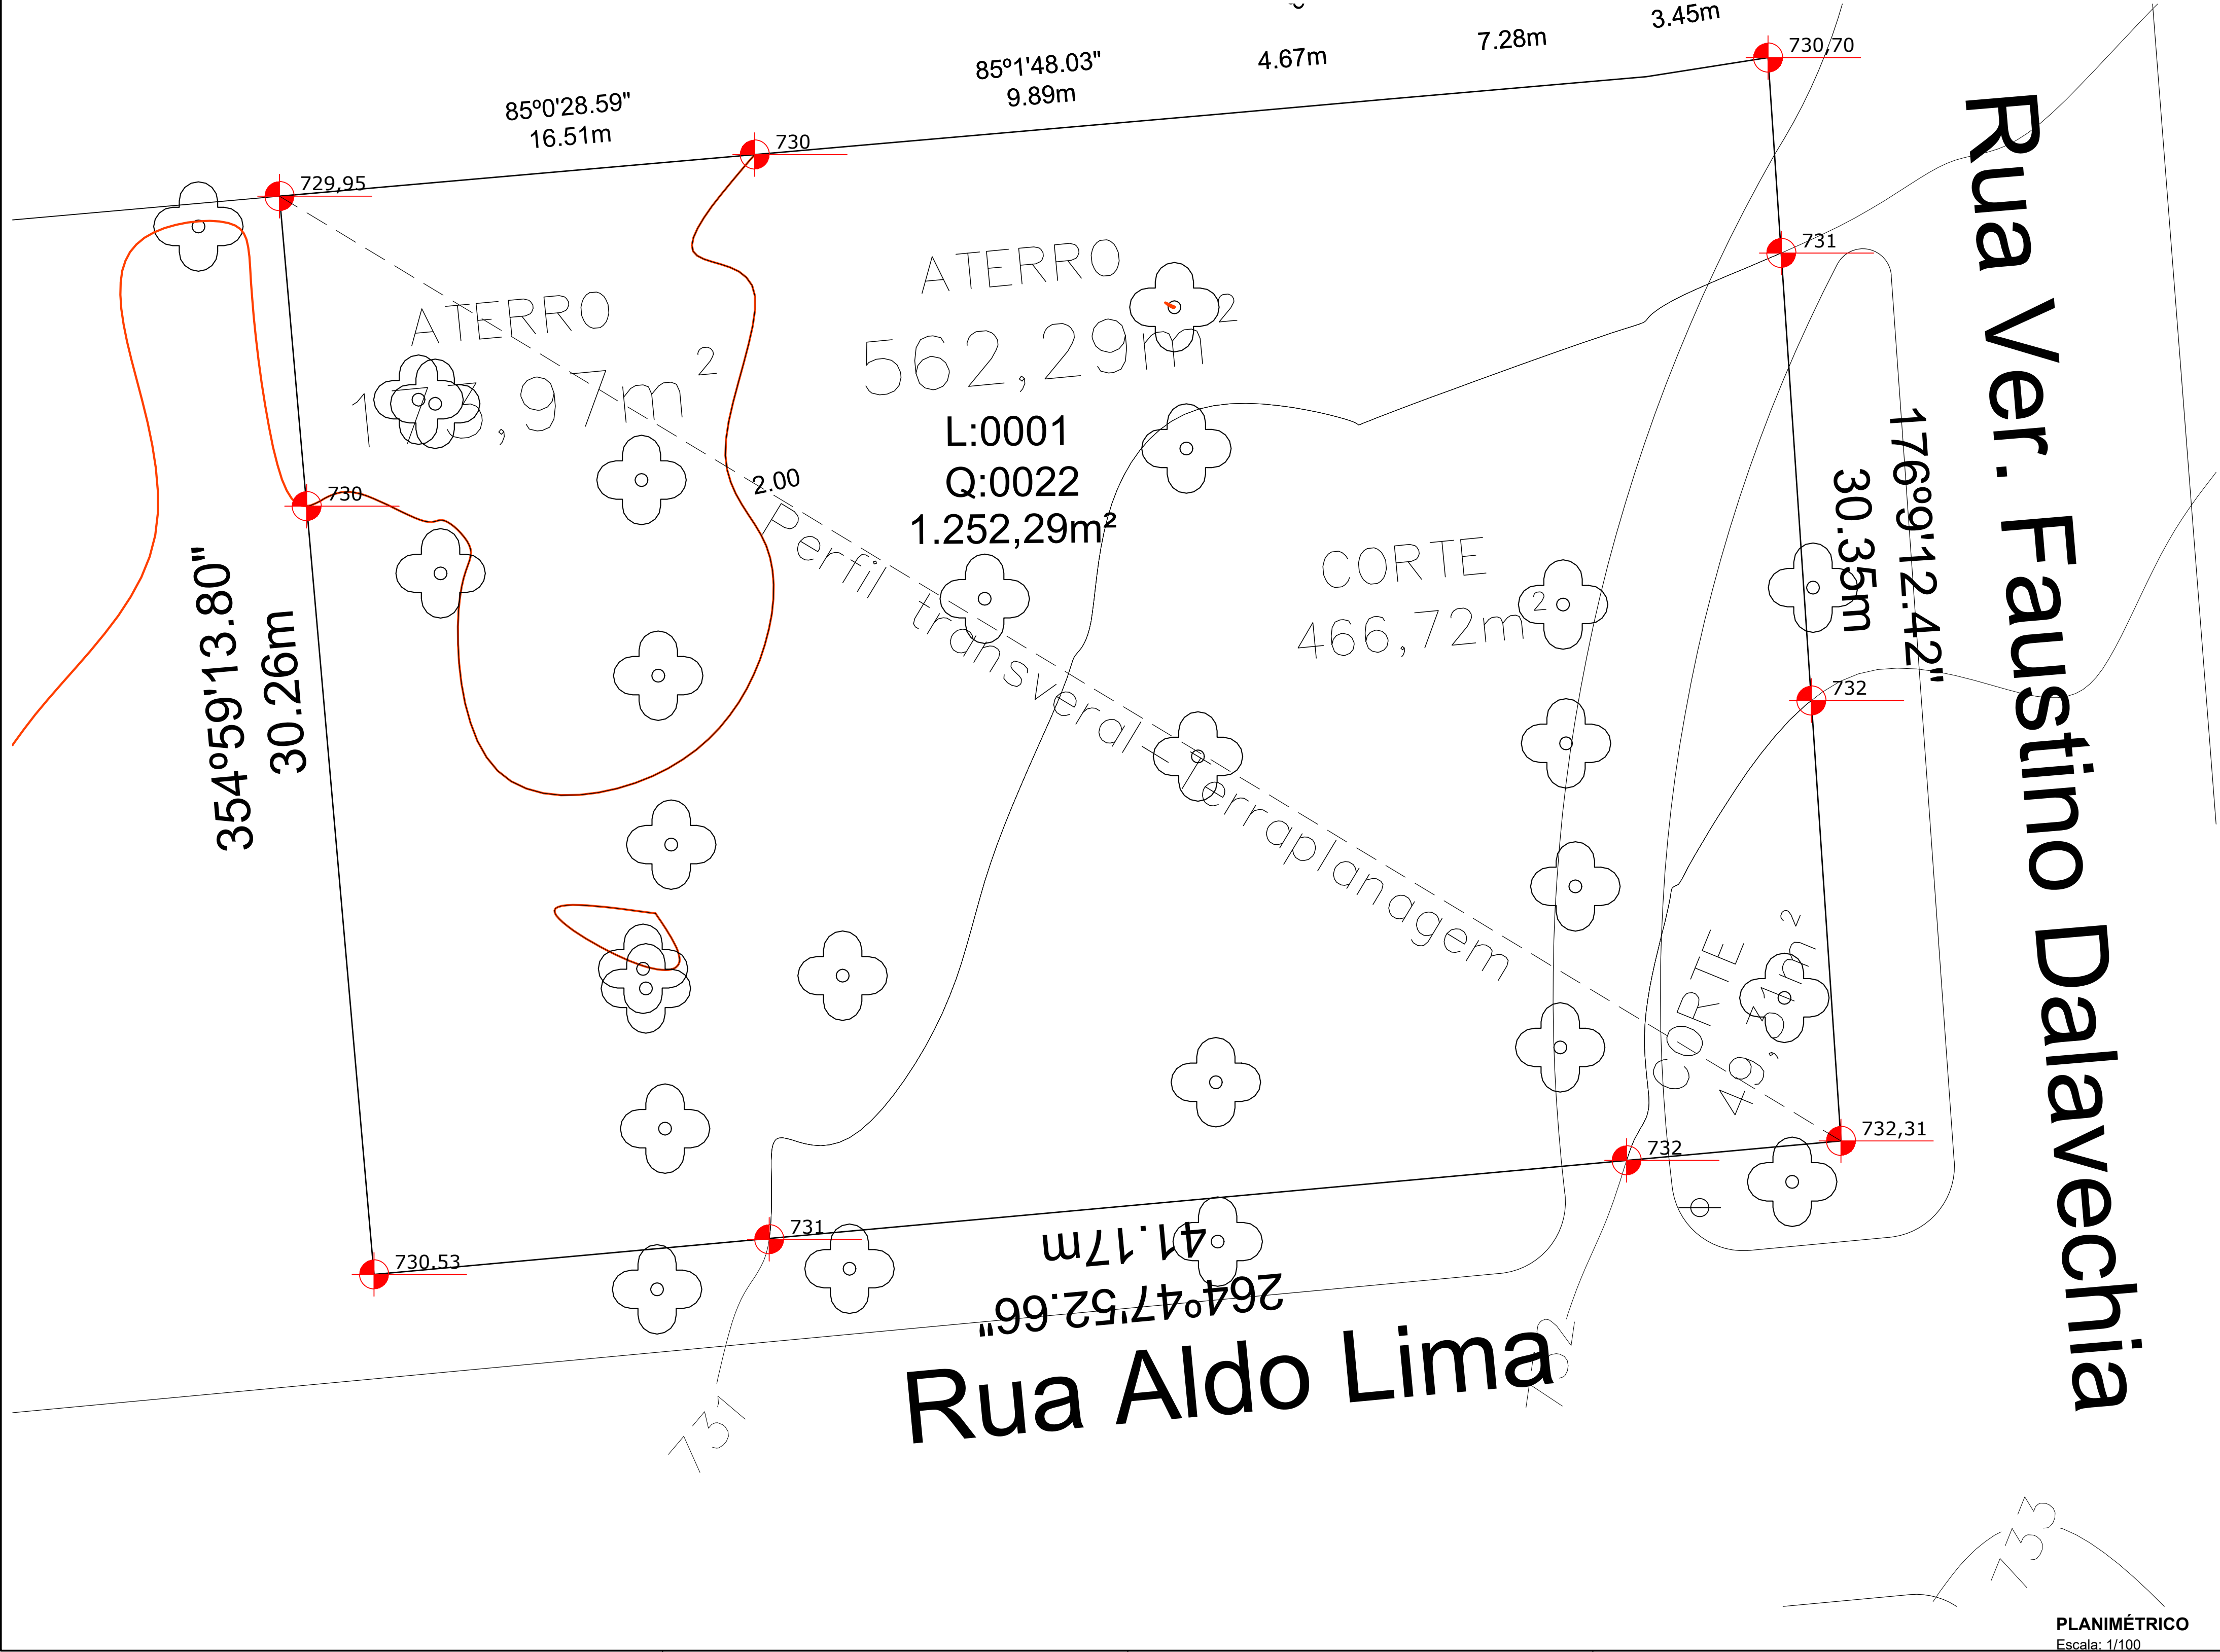 3.45m
7.28m
4.67m
85º1'48.03"
9.89m
85º0'28.59"
16.51m
730,70
730
729,95
731
ATERRO
562,29m²
ATERRO
L:0001
Q:0022
1.252,29m²
2.00
730
Perfil transveral - Terraplanagem
CORTE
466,72m²
176º9'12.42"
30.35m
Rua Ver. Faustino Dalavechia
354º59'13.80"
30.26m
732
CORTE
732,31
732
731
730.53
41.17m
264º47'52.66"
Rua Aldo Lima
732
731
733
PLANIMÉTRICO
Escala: 1/100